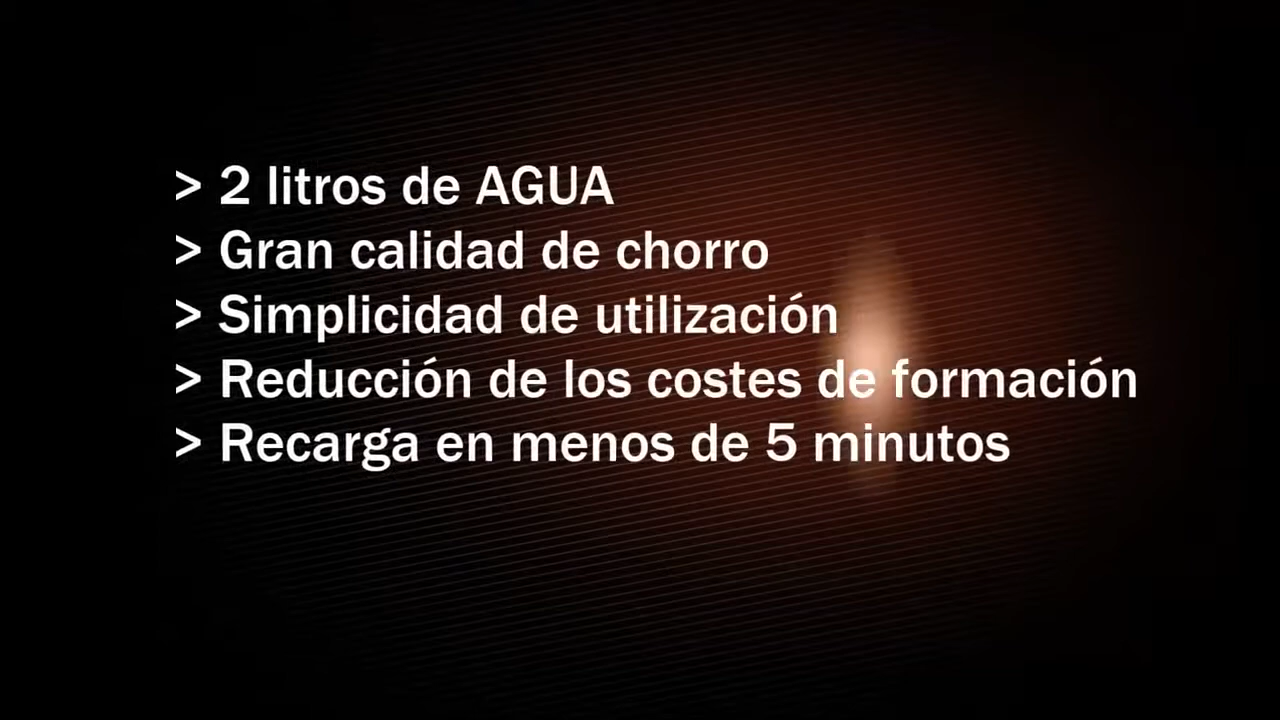 > 2 litros de AGUA
> Gran calidad de chorro
> Simplicidad de utilización
> Reducción de los costes de formación
> Recarga en menos de 5 minutos